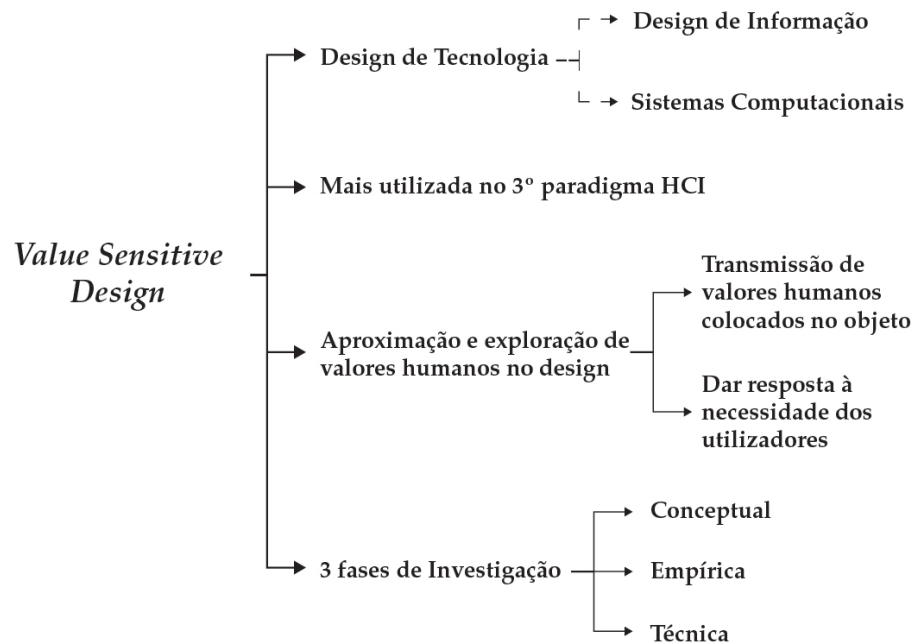 Value Sensitive
Design
Design de Tecnologia
Design de Informação
Sistemas Computacionais
Mais utilizada no 3º paradigma HCI
Aproximação e exploração de
valores humanos no design
Transmissão de
valores humanos
colocados no objeto
Dar resposta à
necessidade dos
utilizadores
3 fases de Investigação
Conceptual
Empírica
Técnica